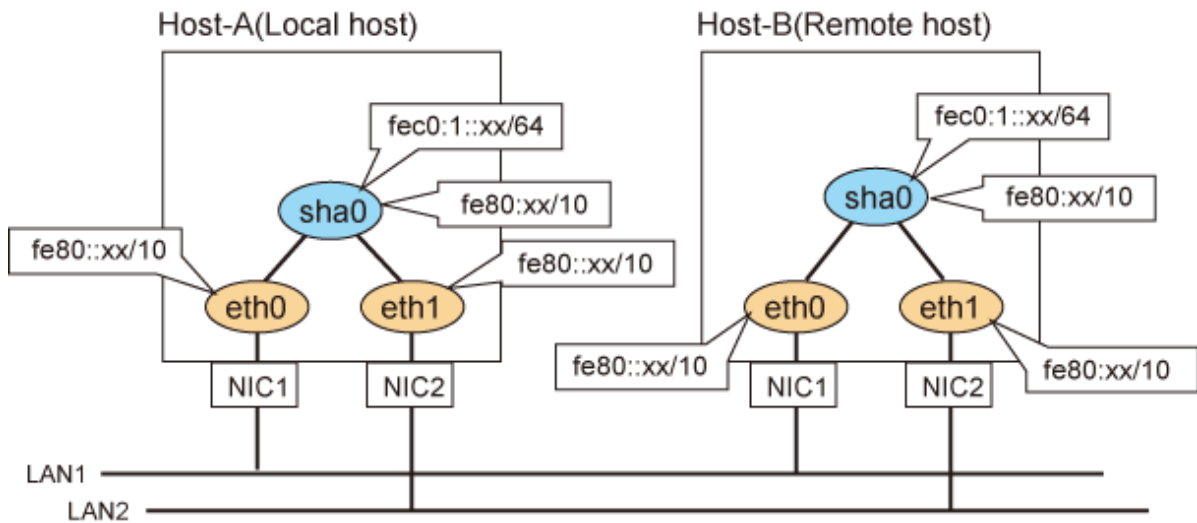 Host-A(Local host)
Host-B(Remote host)
fec0:1::xx/64
fec0:1::xx/64
sha0
fe80:xx/10
sha0
fe80:xx/10
fe80::xx/10
fe80::xx/10
eth0
eth1
eth0
eth1
fe80::xx/10
fe80:xx/10
NIC1
NIC2
NIC1
NIC2
LAN1
LAN2